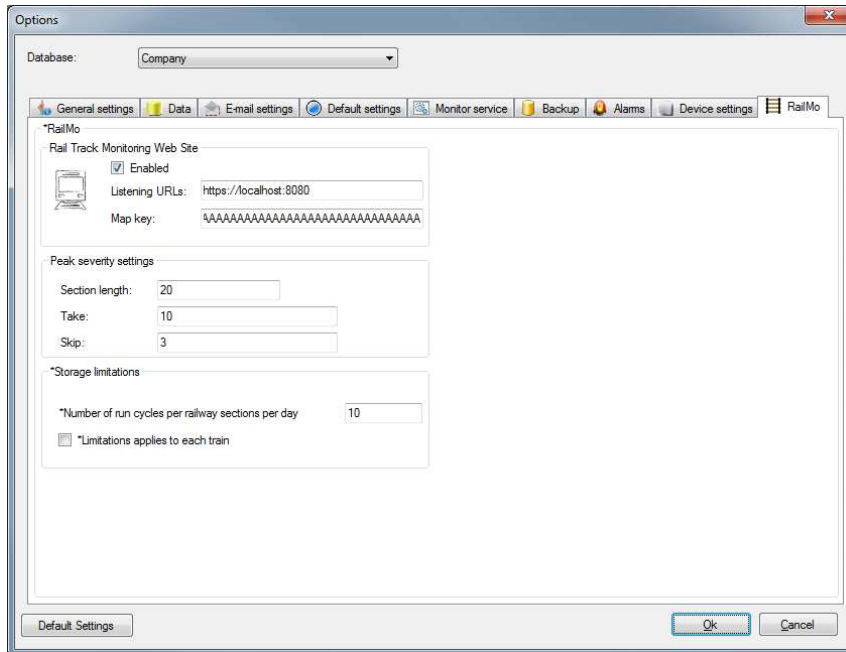 Options
Database:
Company
General settings
Data
E-mail settings
Default settings
Monitor service
Backup
Alarms
Device settings
RailMo
*RailMo
Rail Track Monitoring Web Site
Enabled
Listening URLs: https://localhost:8080
Map key:
Peak severity settings
Section length: 20
Take: 10
Skip: 3
*Storage limitations
*Number of run cycles per railway sections per day 10
*Limitations applies to each train
Default Settings
Ok
Cancel